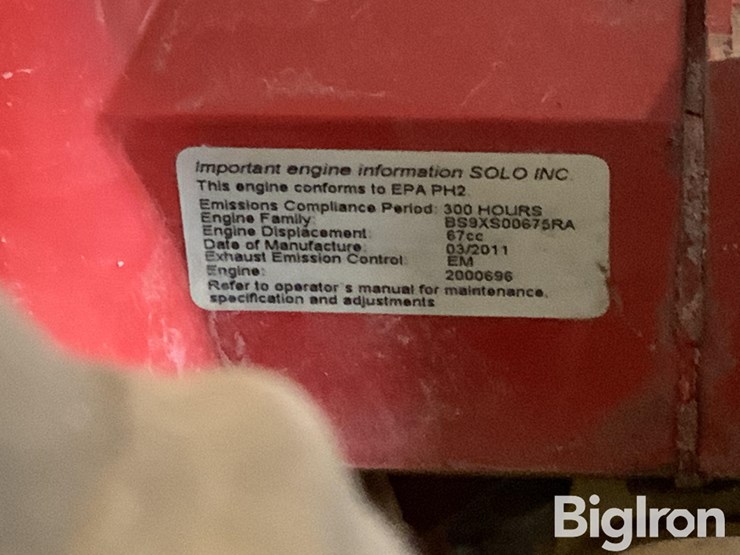 Important engine information SOLO INC.
This engine conforms to EPA PH2.
Emissions Compliance Period: 300 HOURS
Engine Family: BS9XS00675RA
Engine Displacement: 67cc
Date of Manufacture: 03/2011
Exhaust Emission Control: EM
Engine: 2000696
Refer to operator's manual for maintenance,
specification and adjustments
BigIron